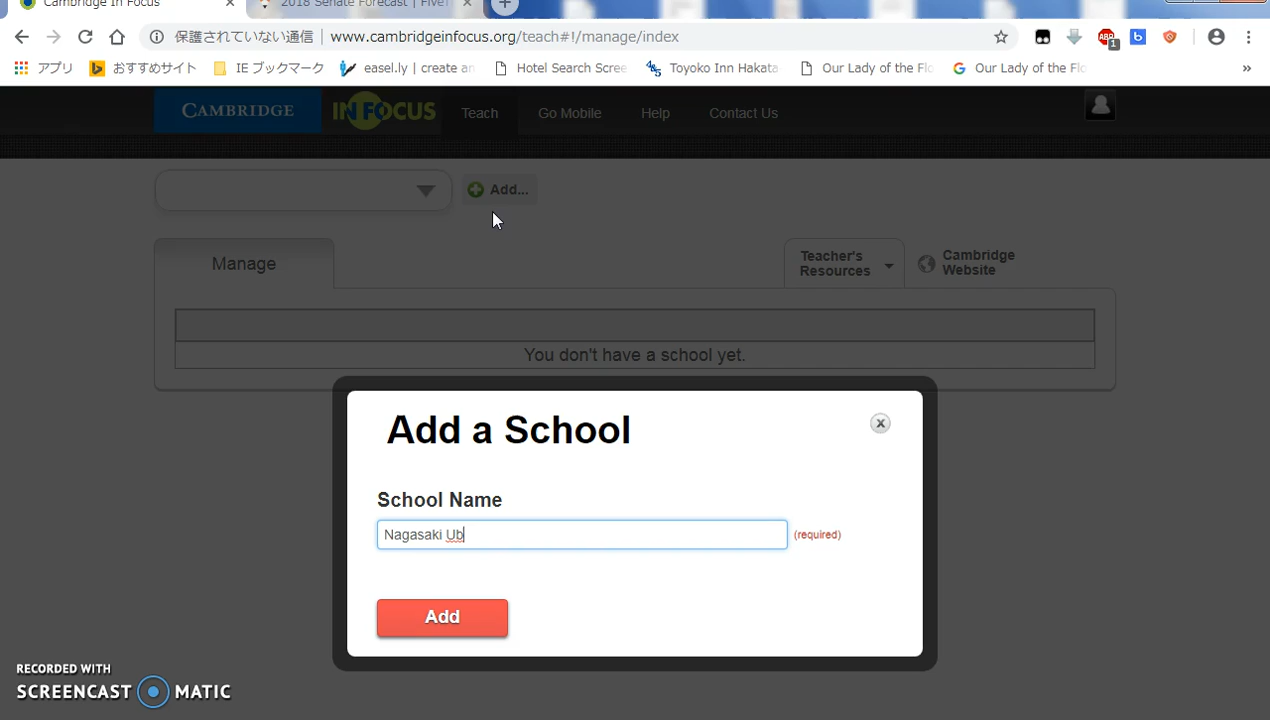 Cambridge In Focus
2018 Senate Forecast | FiveT
保護されていない通信 | www.cambridgeinfocus.org/teach#!/manage/index
ABP 1
アプリ おすすめサイト IE ブックマーク easel.ly | create an Hotel Search Scree Toyoko Inn Hakata Our Lady of the Flo Our Lady of the Flo »
CAMBRIDGE IN FOCUS Teach Go Mobile Help Contact Us
Add...
Manage
Teacher's Resources
Cambridge Website
You don't have a school yet.
Add a School
School Name
Nagasaki Ub
(required)
Add
RECORDED WITH
SCREENCAST MATIC